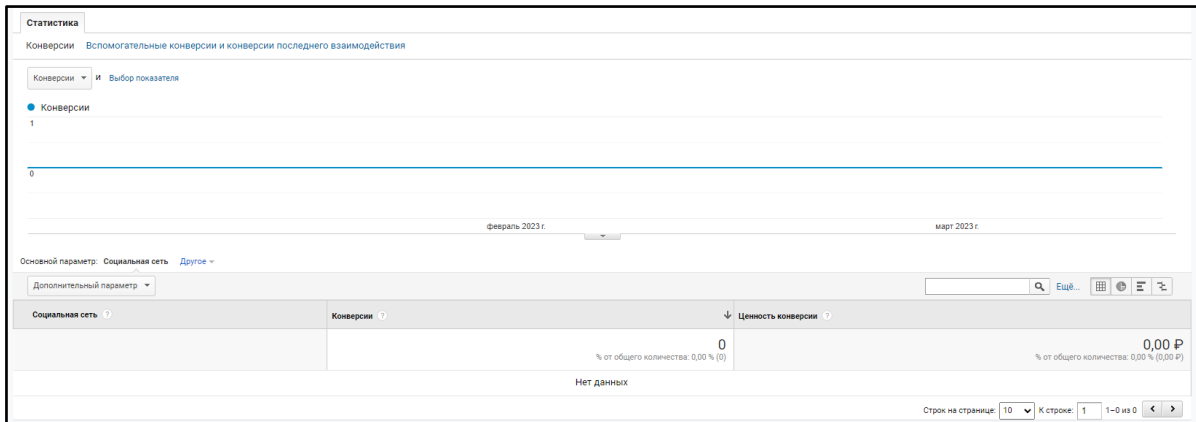 Статистика
Конверсии Вспомогательные конверсии и конверсии последнего взаимодействия
Конверсии и Выбор показателя
Конверсии
1
0
февраль 2023 г. март 2023 г.
Основной параметр: Социальная сеть Другое
Дополнительный параметр Ещё...
Социальная сеть ? Конверсии ? Ценность конверсии ?
0 0,00 ₽
% от общего количества: 0,00 % (0) % от общего количества: 0,00 % (0,00 ₽)
Нет данных
Строк на странице: 10 К строке: 1 1–0 из 0